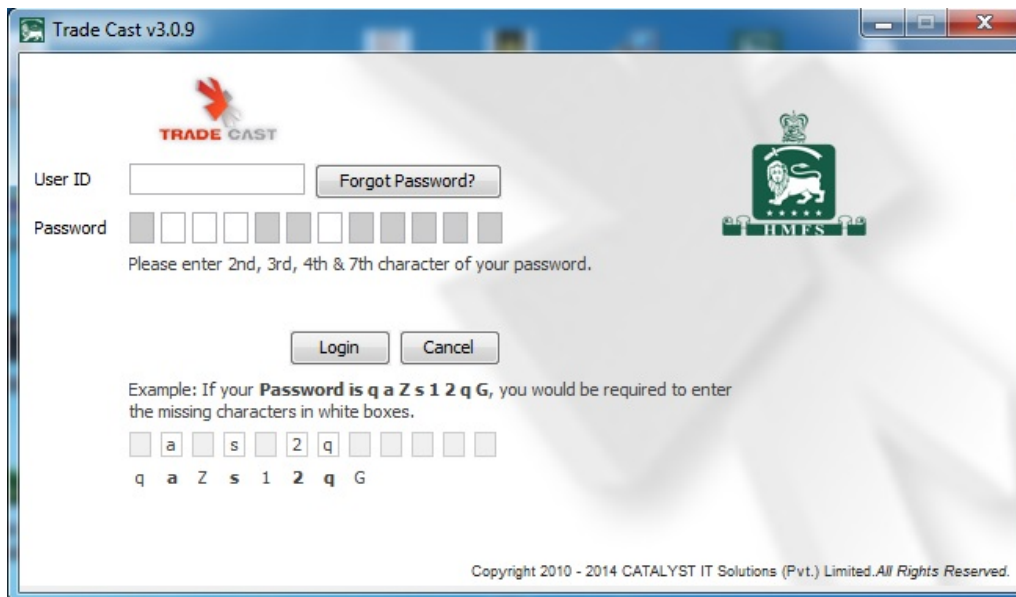 Trade Cast v3.0.9
TRADE CAST
User ID
Forgot Password?
HMFS
Password
Please enter 2nd, 3rd, 4th & 7th character of your password.
Login Cancel
Example: If your Password is q a Z s 1 2 q G, you would be required to enter
the missing characters in white boxes.
a s 2 q
q a Z s 1 2 q G
Copyright 2010 - 2014 CATALYST IT Solutions (Pvt.) Limited.All Rights Reserved.